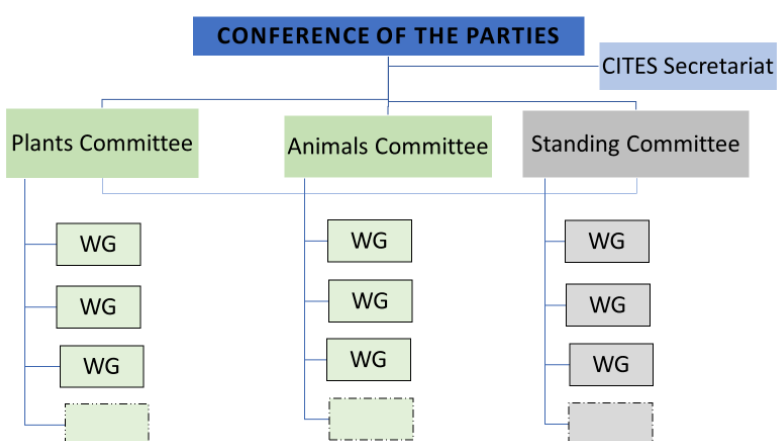 CONFERENCE OF THE PARTIES
CITES Secretariat
Plants Committee
Animals Committee
Standing Committee
WG
WG
WG
WG
WG
WG
WG
WG
WG